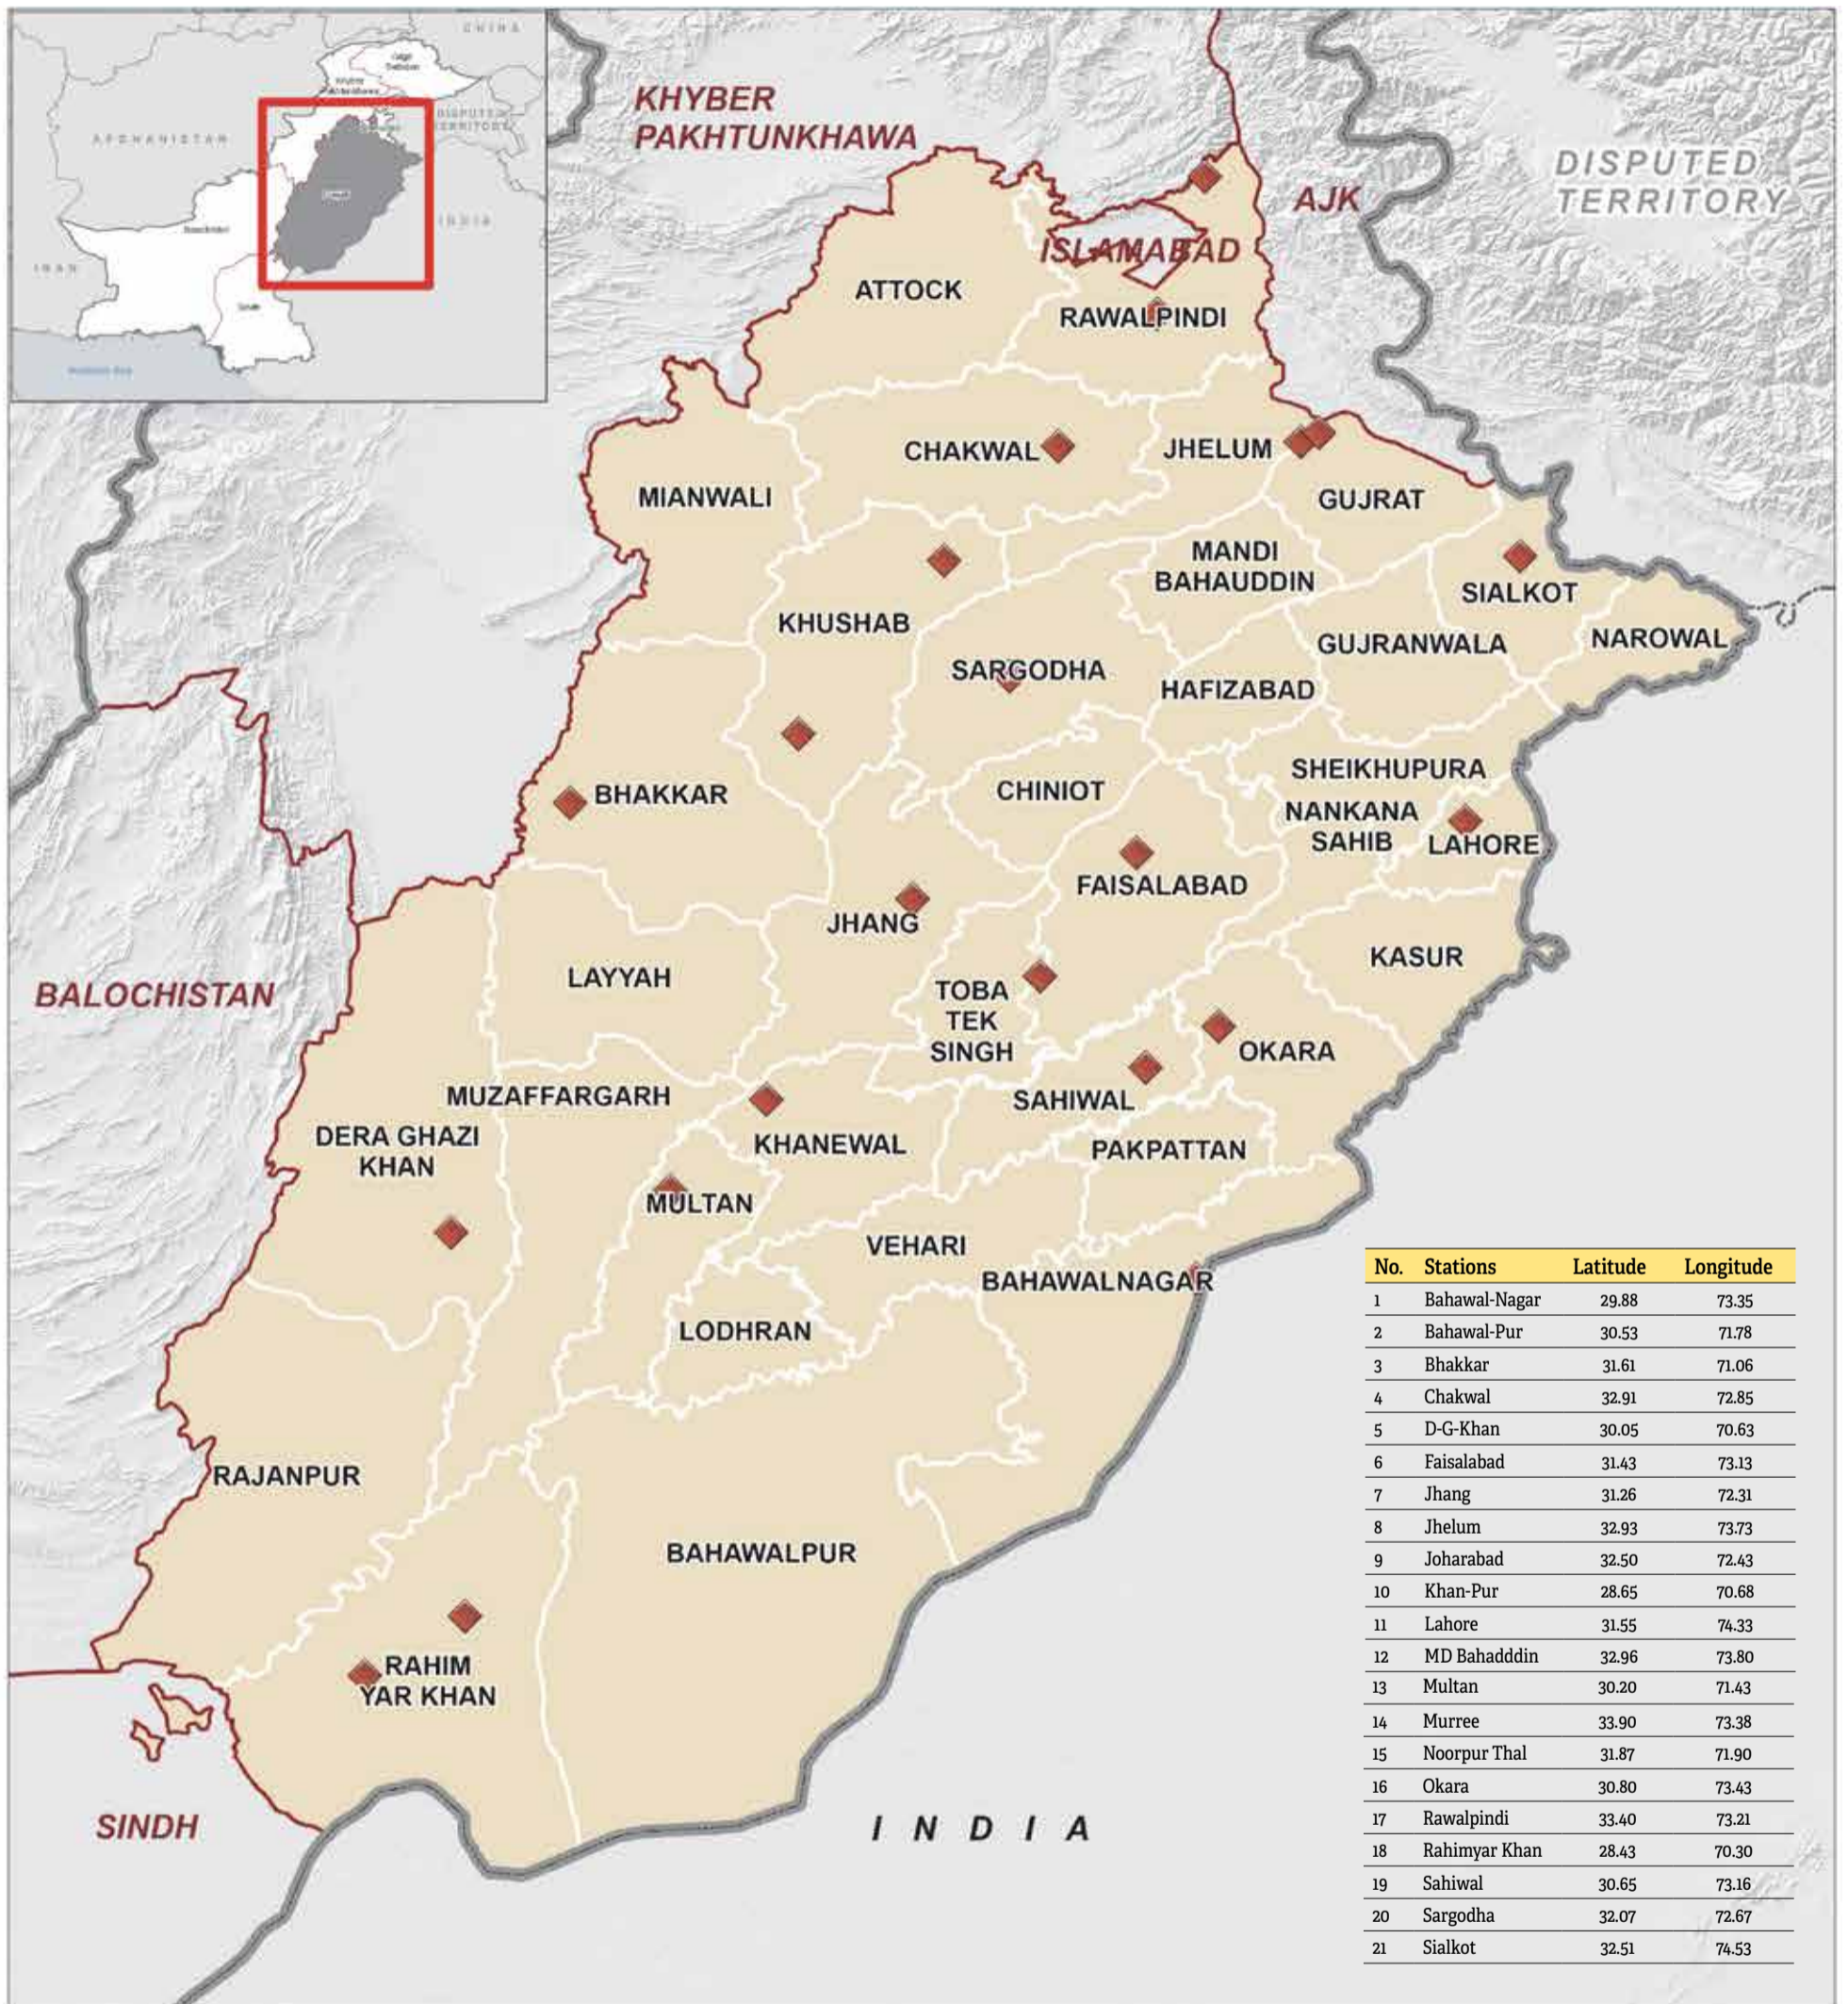 CHINA
Gilgit
Baltistan
Khyber
Pakhtunkhawa
AFGHANISTAN
DISPUTED
TERRITORY
Punjab
INDIA
Balochistan
IRAN
Sindh
KHYBER
PAKHTUNKHAWA
DISPUTED
TERRITORY
AJK
ISLAMABAD
ATTOCK
RAWALPINDI
CHAKWAL
JHELUM
MIANWALI
GUJRAT
MANDI
BAHAUDDIN
SIALKOT
KHUSHAB
NAROWAL
GUJRANWALA
SARGODHA
HAFIZABAD
SHEIKHUPURA
CHINIOT
BHAKKAR
NANKANA
SAHIB
LAHORE
FAISALABAD
JHANG
KASUR
LAYYAH
BALOCHISTAN
TOBA
TEK
SINGH
OKARA
MUZAFFARGARH
SAHIWAL
DERA GHAZI
KHAN
KHANEWAL
PAKPATTAN
MULTAN
VEHARI
BAHAWALNAGAR
LODHRAN
RAJANPUR
BAHAWALPUR
RAHIM
YAR KHAN
SINDH
INDIA
No. Stations Latitude Longitude
1 Bahawal-Nagar 29.88 73.35
2 Bahawal-Pur 30.53 71.78
3 Bhakkar 31.61 71.06
4 Chakwal 32.91 72.85
5 D-G-Khan 30.05 70.63
6 Faisalabad 31.43 73.13
7 Jhang 31.26 72.31
8 Jhelum 32.93 73.73
9 Joharabad 32.50 72.43
10 Khan-Pur 28.65 70.68
11 Lahore 31.55 74.33
12 MD Bahadddin 32.96 73.80
13 Multan 30.20 71.43
14 Murree 33.90 73.38
15 Noorpur Thal 31.87 71.90
16 Okara 30.80 73.43
17 Rawalpindi 33.40 73.21
18 Rahimyar Khan 28.43 70.30
19 Sahiwal 30.65 73.16
20 Sargodha 32.07 72.67
21 Sialkot 32.51 74.53